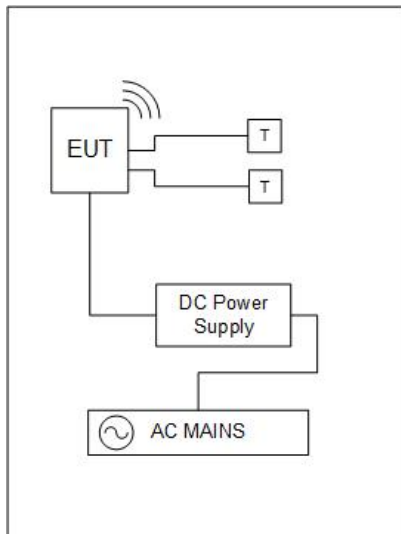 EUT
T
T
DC Power
Supply
AC MAINS